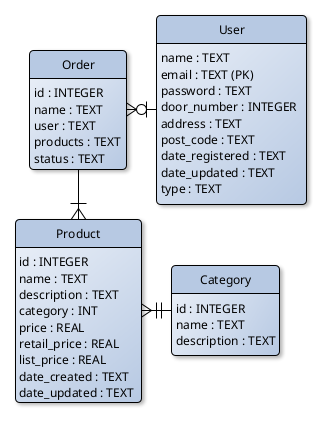 User
name : TEXT
email : TEXT (PK)
password : TEXT
door_number : INTEGER
address : TEXT
post_code : TEXT
date_registered : TEXT
date_updated : TEXT
type : TEXT
Order
id : INTEGER
name : TEXT
user : TEXT
products : TEXT
status : TEXT
Product
id : INTEGER
name : TEXT
description : TEXT
category : INT
price : REAL
retail_price : REAL
list_price : REAL
date_created : TEXT
date_updated : TEXT
Category
id : INTEGER
name : TEXT
description : TEXT